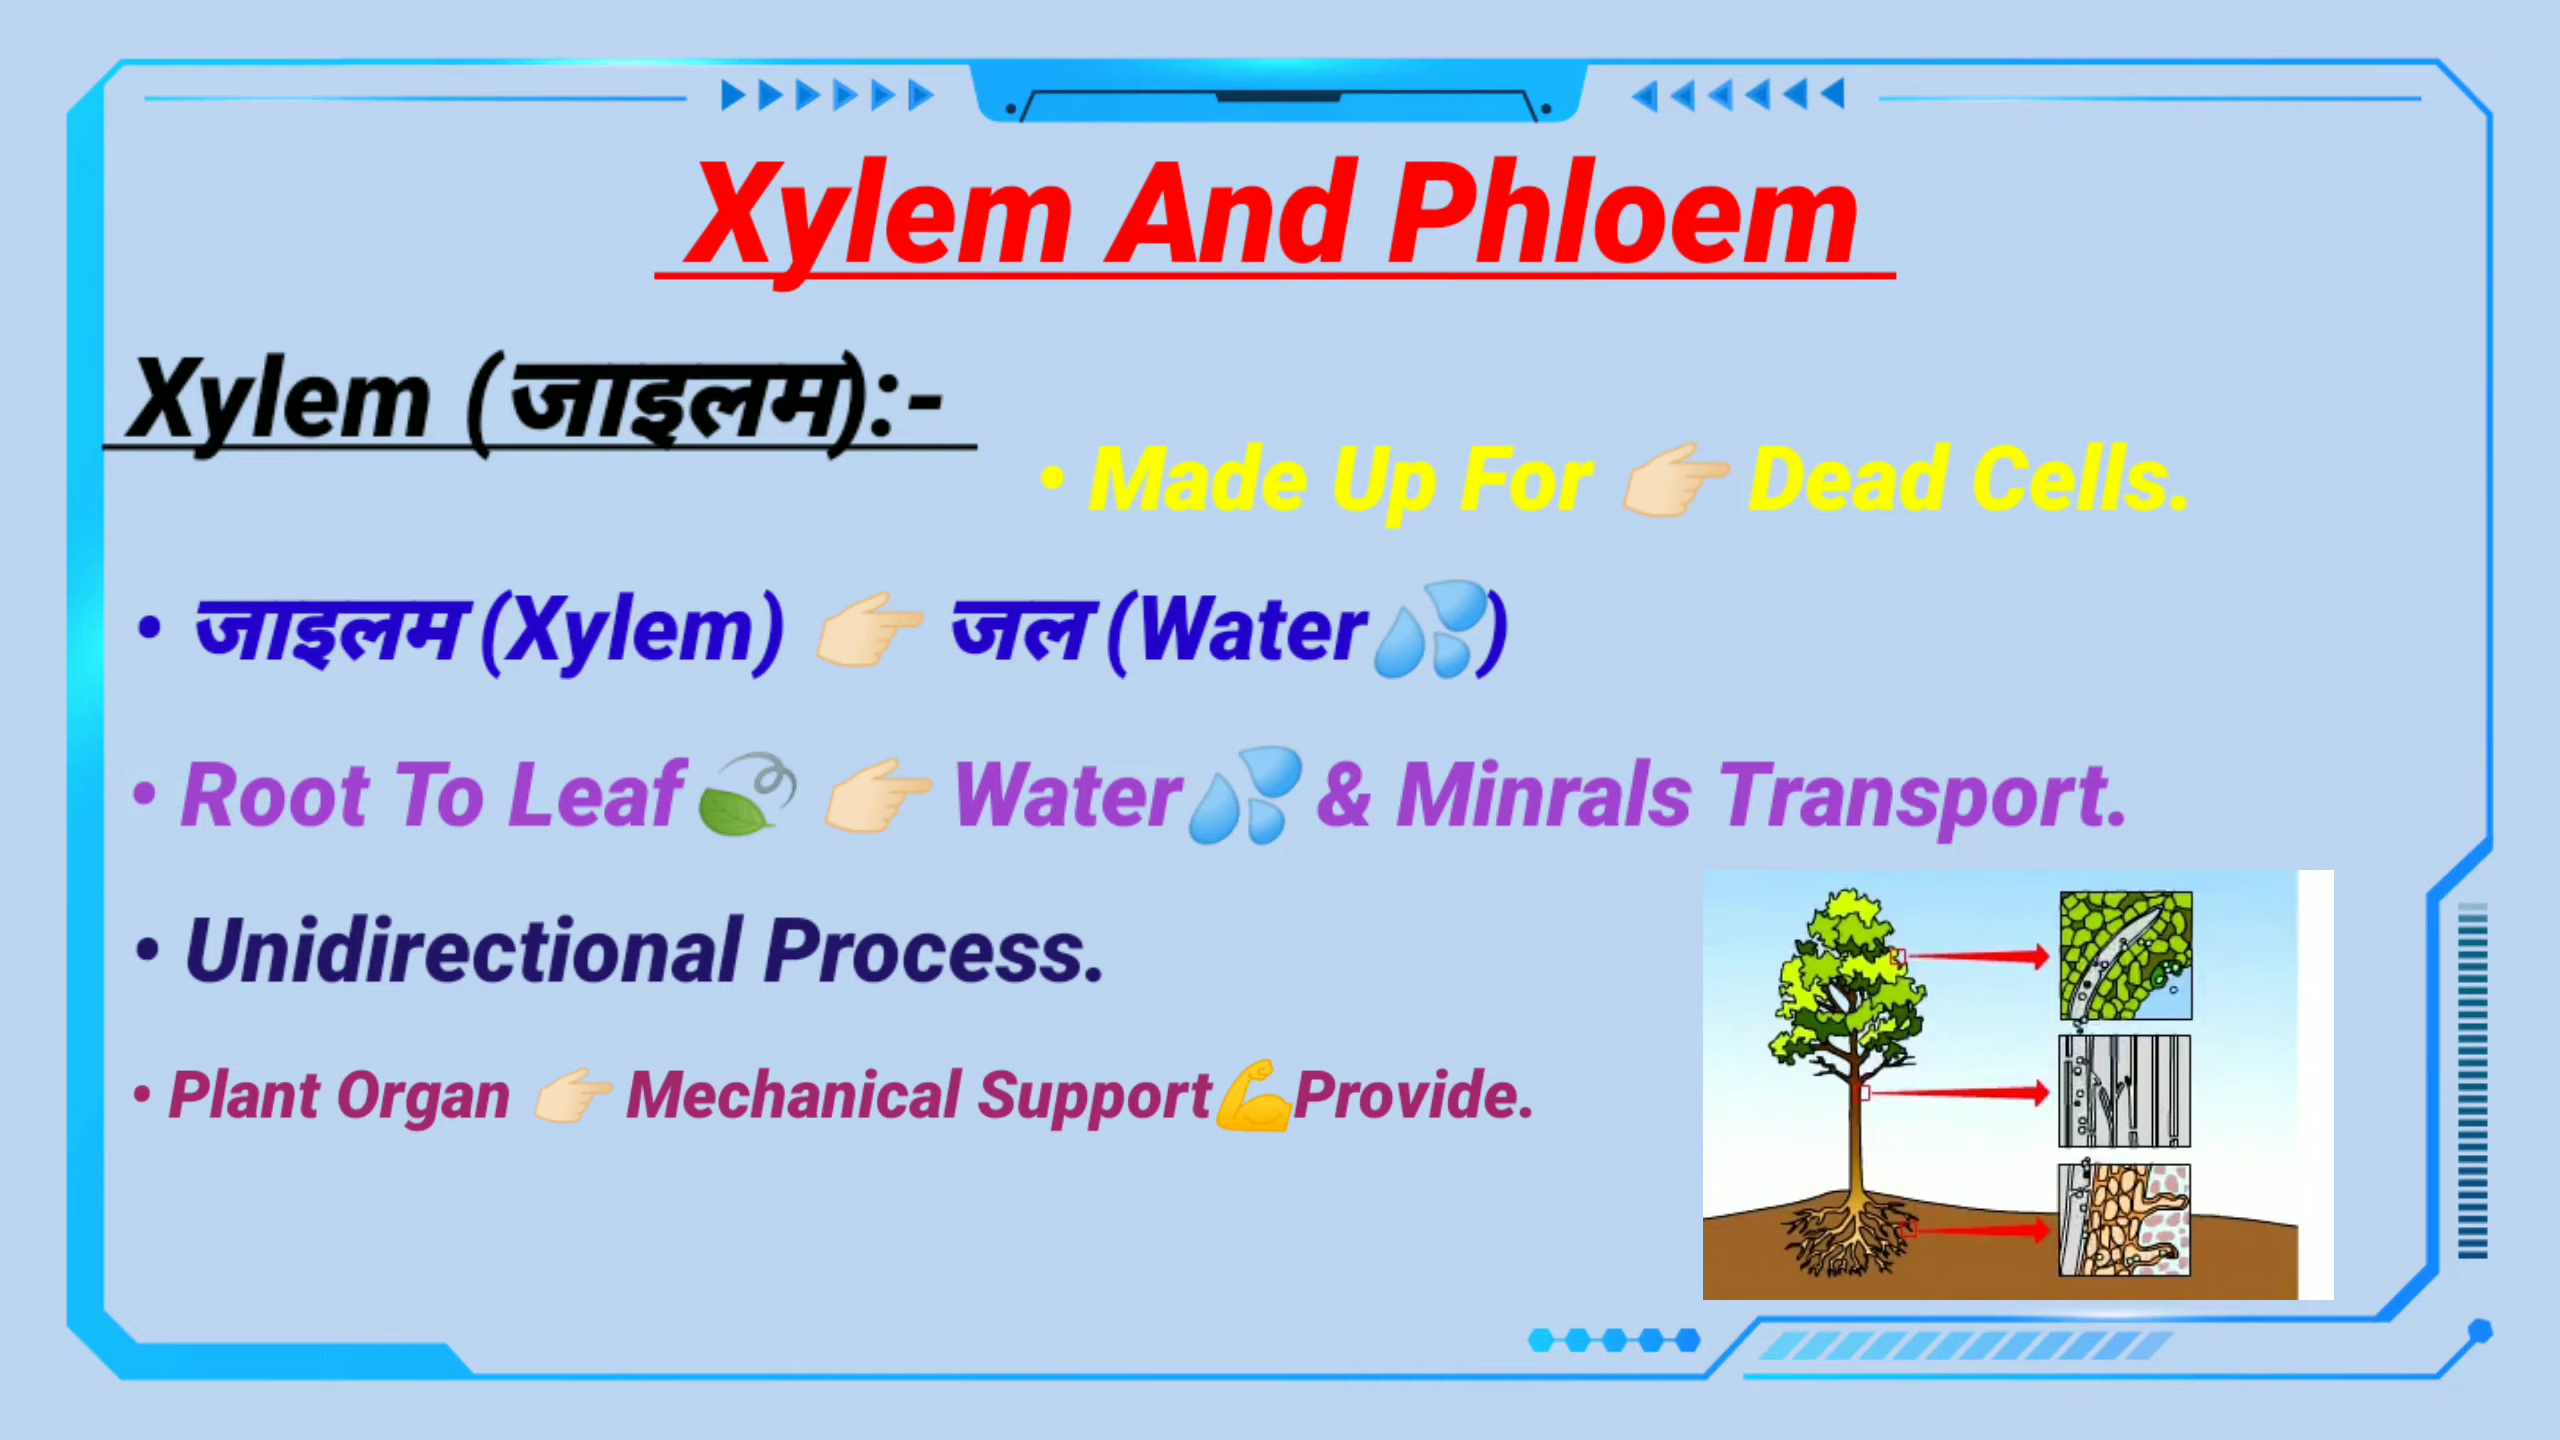 Xylem And Phloem
Xylem (जाइलम):-
• Made Up For 👉🏻 Dead Cells.
• जाइलम (Xylem) 👉🏻 जल (Water💦)
• Root To Leaf🍃 👉🏻 Water💦 & Minrals Transport.
• Unidirectional Process.
• Plant Organ 👉🏻 Mechanical Support💪Provide.